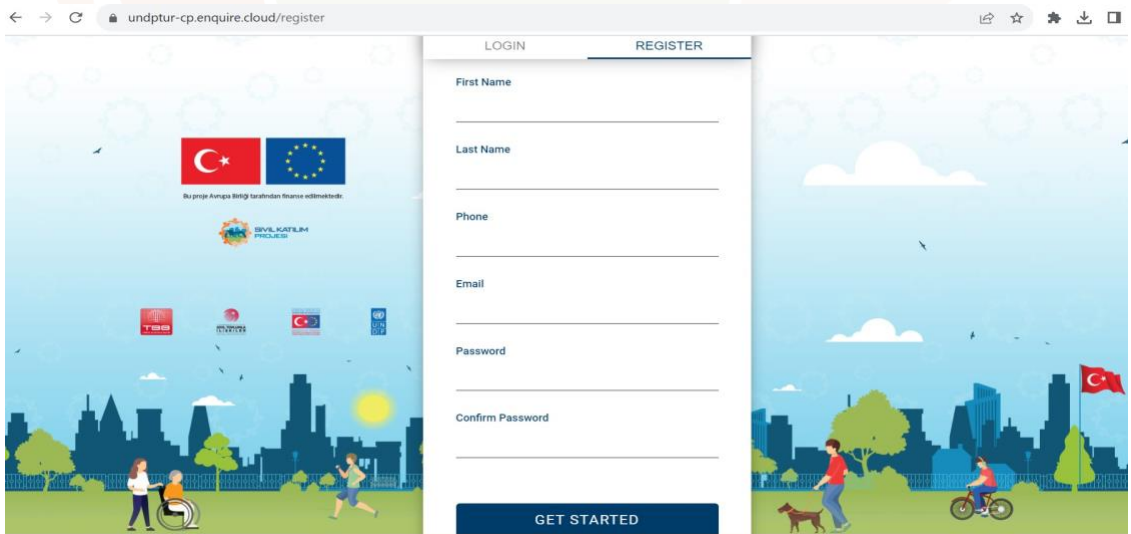 undptur-cp.enquire.cloud/register
LOGIN
REGISTER
First Name
Last Name
Phone
Email
Password
Confirm Password
GET STARTED
Bu proje Avrupa Birliği tarafından finanse edilmektedir.
SİVİL KATILIM
PROJESİ
TBB
U N
D P